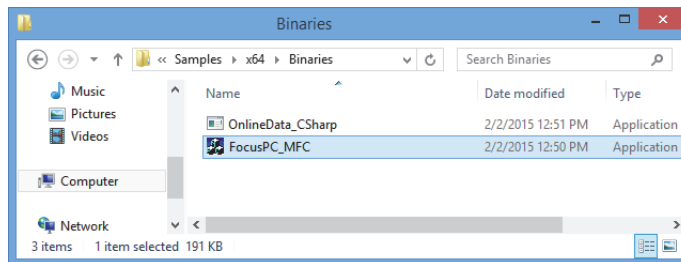 Binaries
« Samples x64 Binaries
Search Binaries
Music
Pictures
Videos
Computer
Network
Name Date modified Type
OnlineData_CSharp 2/2/2015 12:51 PM Application
FocusPC_MFC 2/2/2015 12:50 PM Application
3 items 1 item selected 191 KB